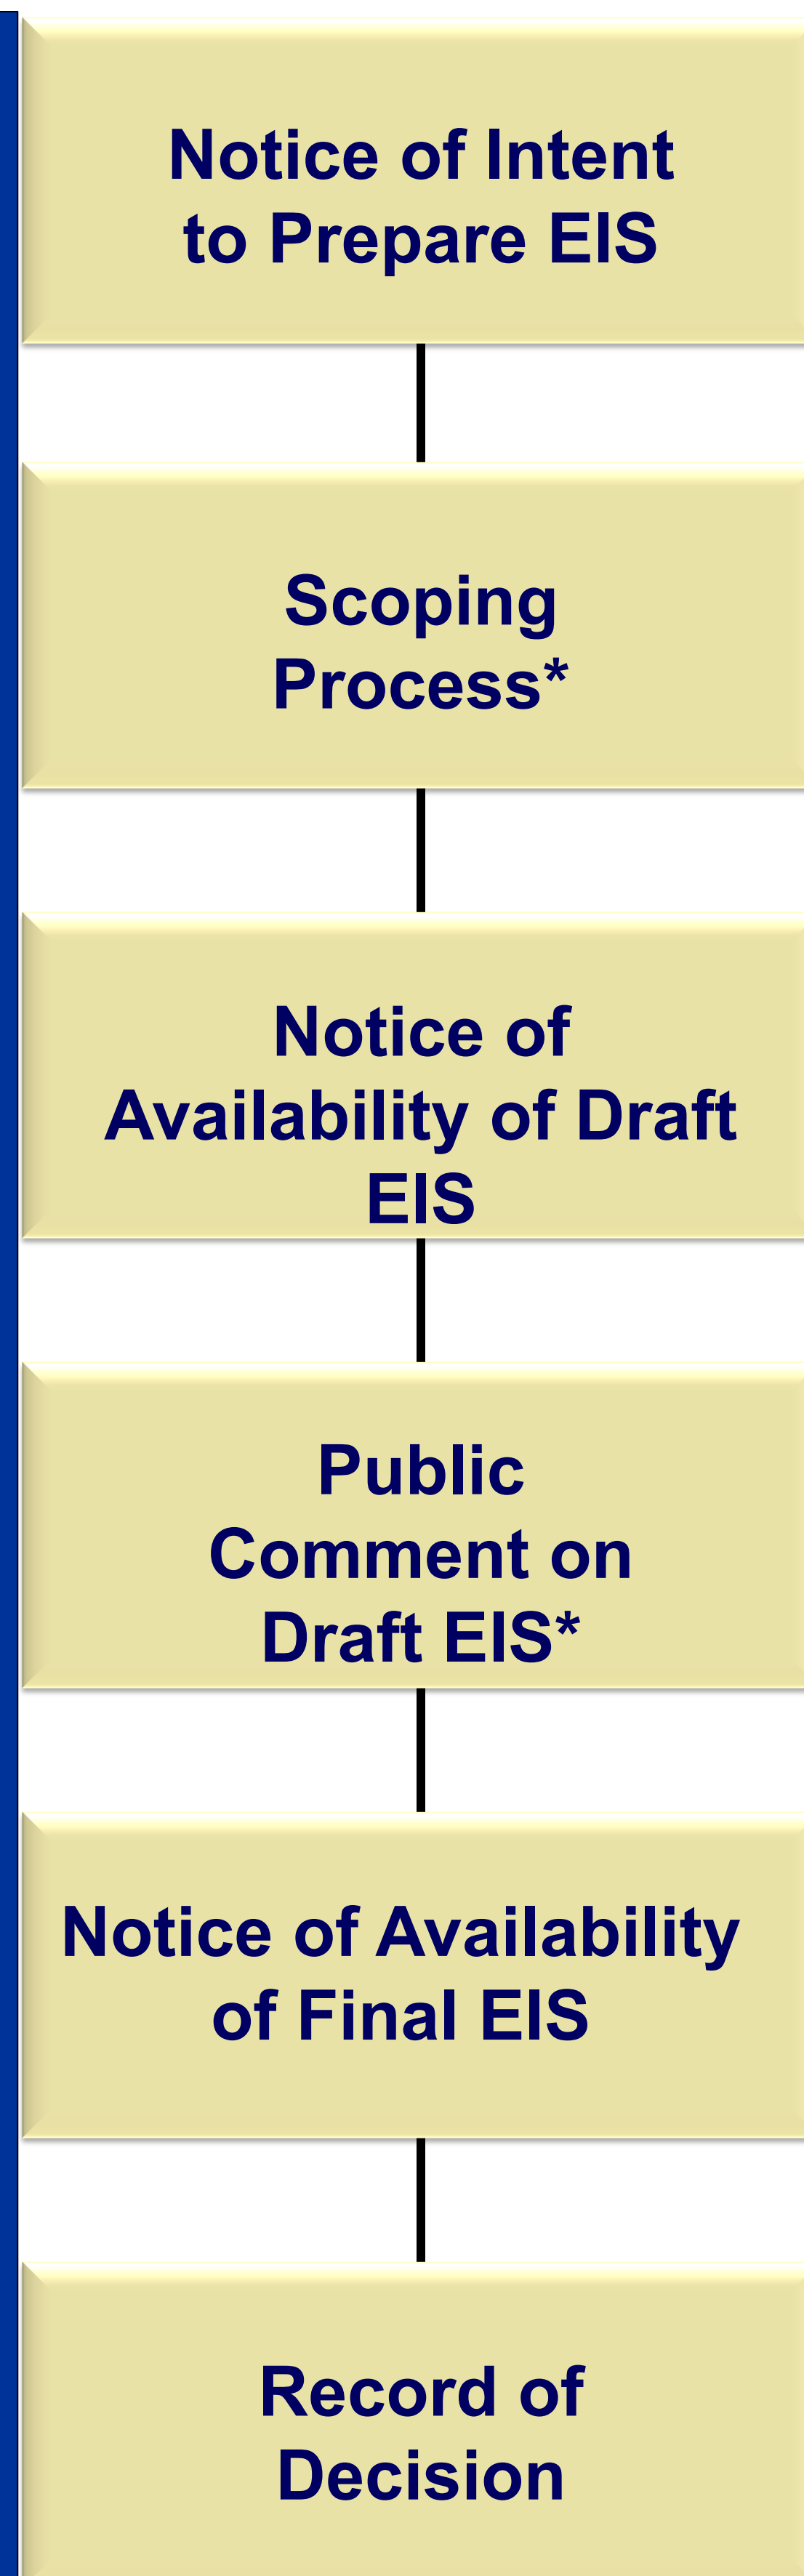 Notice of Intent
to Prepare EIS
Scoping
Process*
Notice of
Availability of Draft
EIS
Public
Comment on
Draft EIS*
Notice of Availability
of Final EIS
Record of
Decision